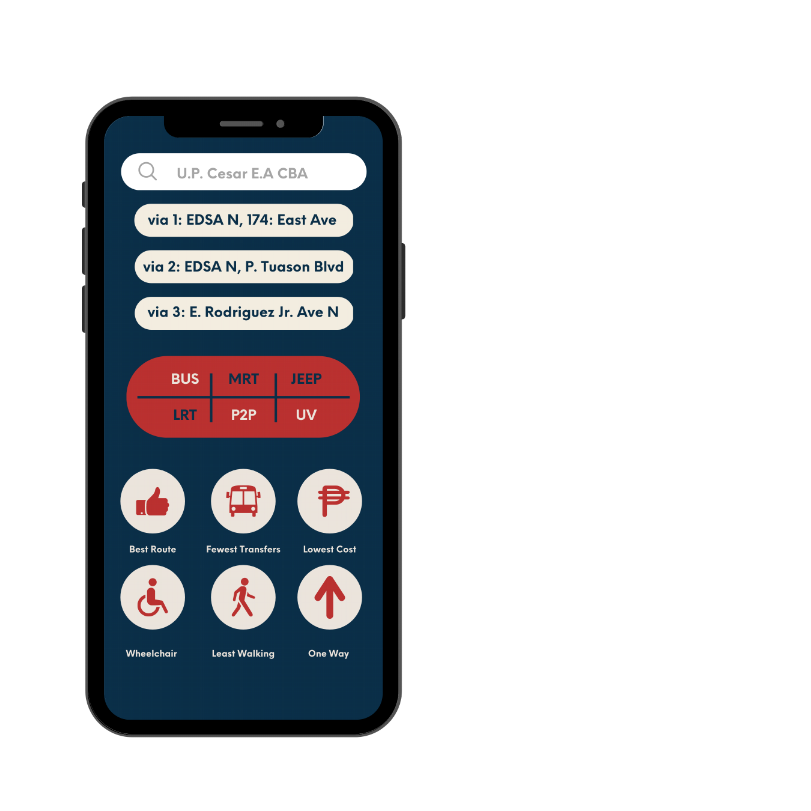 U.P. Cesar E.A CBA
via 1: EDSA N, 174: East Ave
via 2: EDSA N, P. Tuason Blvd
via 3: E. Rodriguez Jr. Ave N
BUS MRT JEEP
LRT P2P UV
Best Route Fewest Transfers Lowest Cost
Wheelchair Least Walking One Way